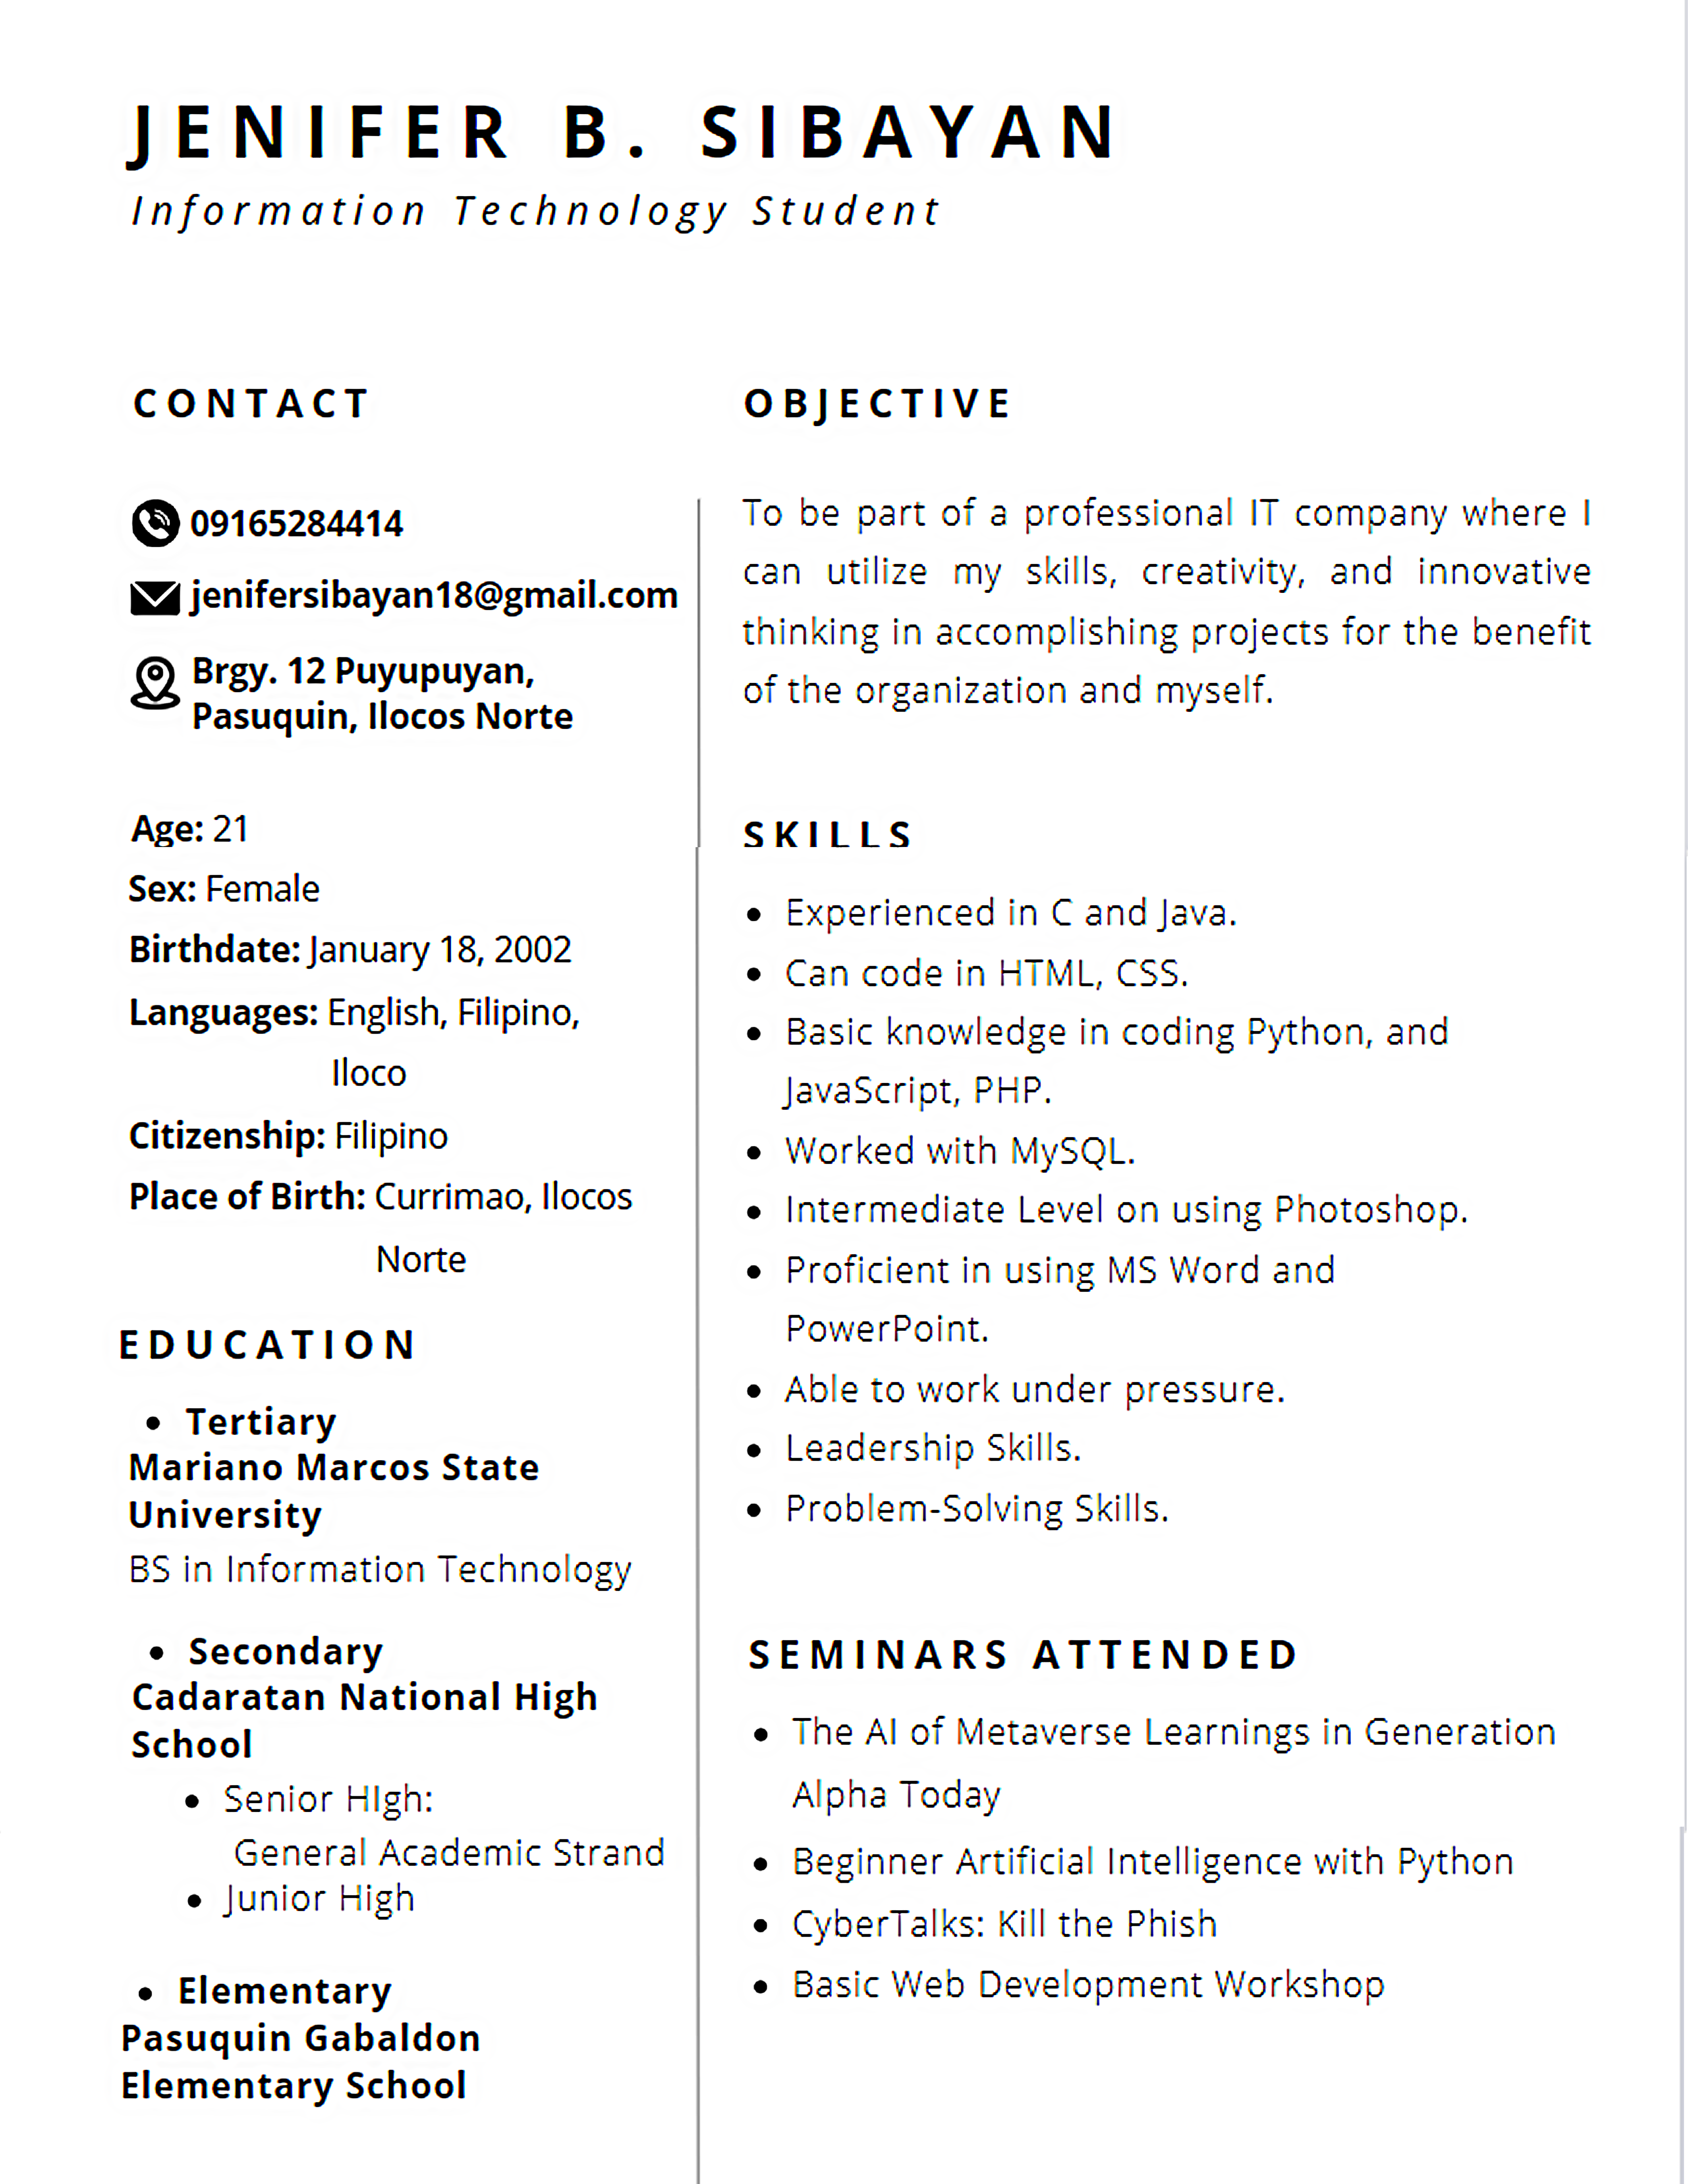 JENIFER B. SIBAYAN
Information Technology Student
CONTACT
09165284414
jenifersibayan18@gmail.com
Brgy. 12 Puyupuyan,
Pasuquin, Ilocos Norte
Age: 21
Sex: Female
Birthdate: January 18, 2002
Languages: English, Filipino,
Iloco
Citizenship: Filipino
Place of Birth: Currimao, Ilocos
Norte
EDUCATION
• Tertiary
Mariano Marcos State
University
BS in Information Technology
• Secondary
Cadaratan National High
School
• Senior HIgh:
General Academic Strand
• Junior High
• Elementary
Pasuquin Gabaldon
Elementary School
OBJECTIVE
To be part of a professional IT company where I
can utilize my skills, creativity, and innovative
thinking in accomplishing projects for the benefit
of the organization and myself.
SKILLS
• Experienced in C and Java.
• Can code in HTML, CSS.
• Basic knowledge in coding Python, and
JavaScript, PHP.
• Worked with MySQL.
• Intermediate Level on using Photoshop.
• Proficient in using MS Word and
PowerPoint.
• Able to work under pressure.
• Leadership Skills.
• Problem-Solving Skills.
SEMINARS ATTENDED
• The AI of Metaverse Learnings in Generation
Alpha Today
• Beginner Artificial Intelligence with Python
• CyberTalks: Kill the Phish
• Basic Web Development Workshop